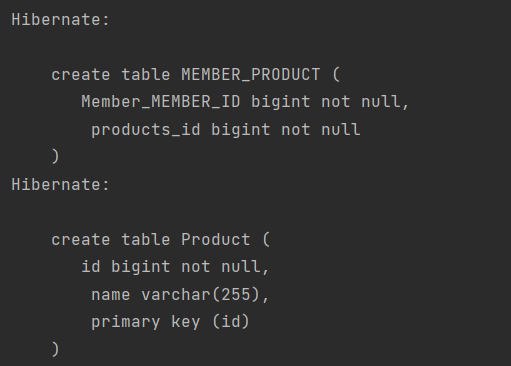 Hibernate:
create table MEMBER_PRODUCT (
Member_MEMBER_ID bigint not null,
products_id bigint not null
)
Hibernate:
create table Product (
id bigint not null,
name varchar(255),
primary key (id)
)